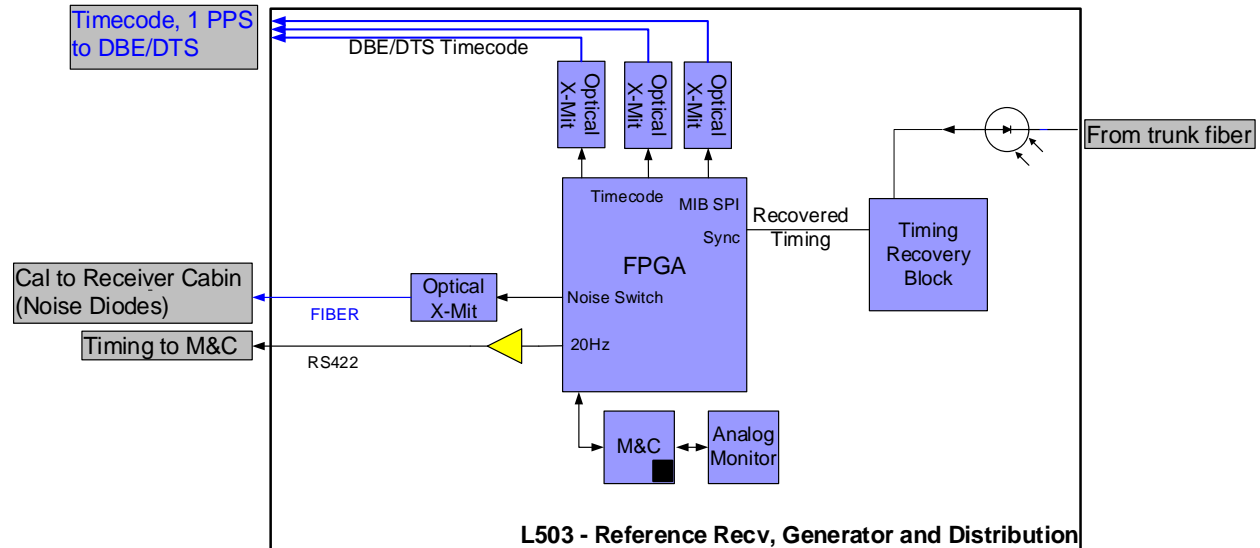 Timecode, 1 PPS
to DBE/DTS
DBE/DTS Timecode
Optical
X-Mit
Optical
X-Mit
Optical
X-Mit
From trunk fiber
Timecode
MIB SPI
Sync
Recovered
Timing
Timing
Recovery
Block
FPGA
Cal to Receiver Cabin
(Noise Diodes)
FIBER
Optical
X-Mit
Noise Switch
Timing to M&C
RS422
20Hz
M&C
Analog
Monitor
L503 - Reference Recv, Generator and Distribution